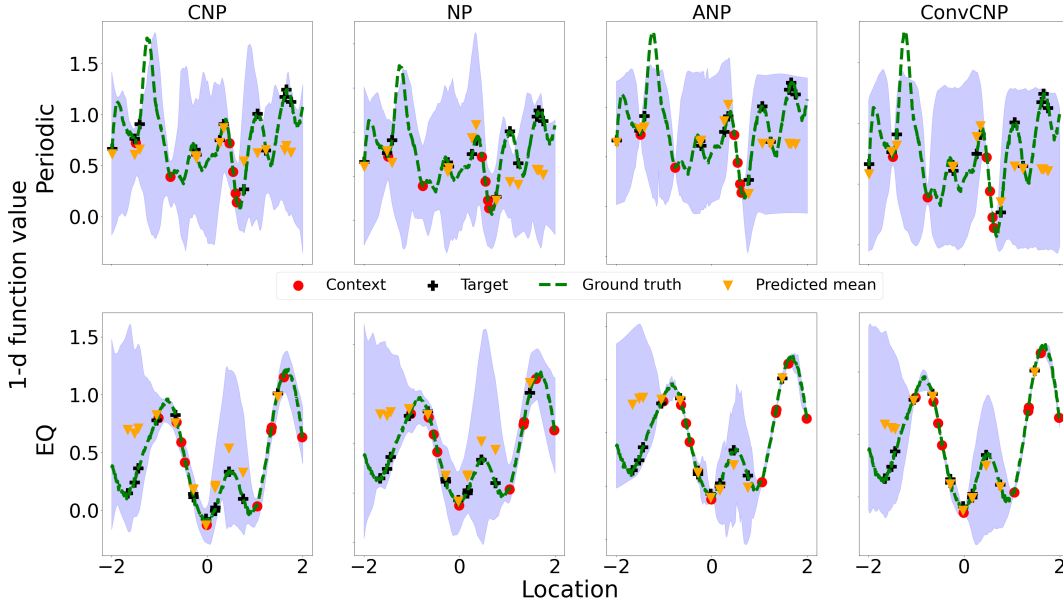 CNP NP ANP ConvCNP
1-d function value
Periodic
1.5
1.0
0.5
0.0
Context Target Ground truth Predicted mean
EQ
1.5
1.0
0.5
0.0
−2 0 2 −2 0 2 −2 0 2 −2 0 2
Location